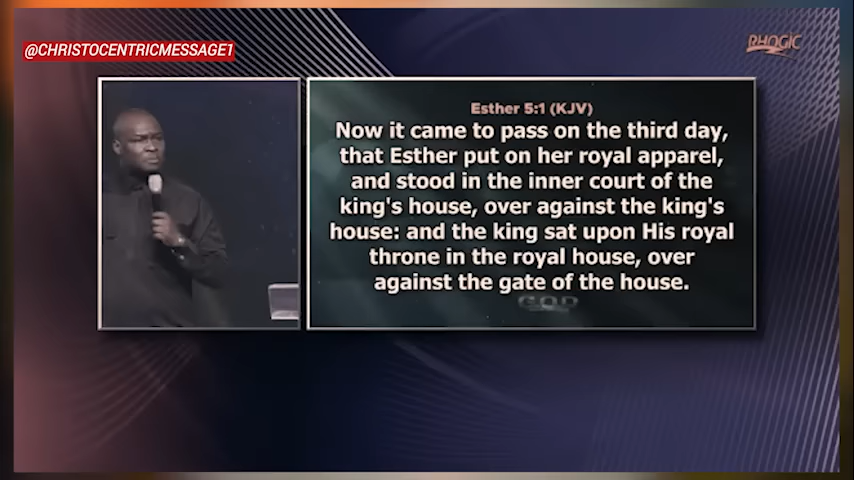 @CHRISTOCENTRICMESSAGE1
RHOGIC
Esther 5:1 (KJV)
Now it came to pass on the third day,
that Esther put on her royal apparel,
and stood in the inner court of the
king's house, over against the king's
house: and the king sat upon His royal
throne in the royal house, over
against the gate of the house.
GOD